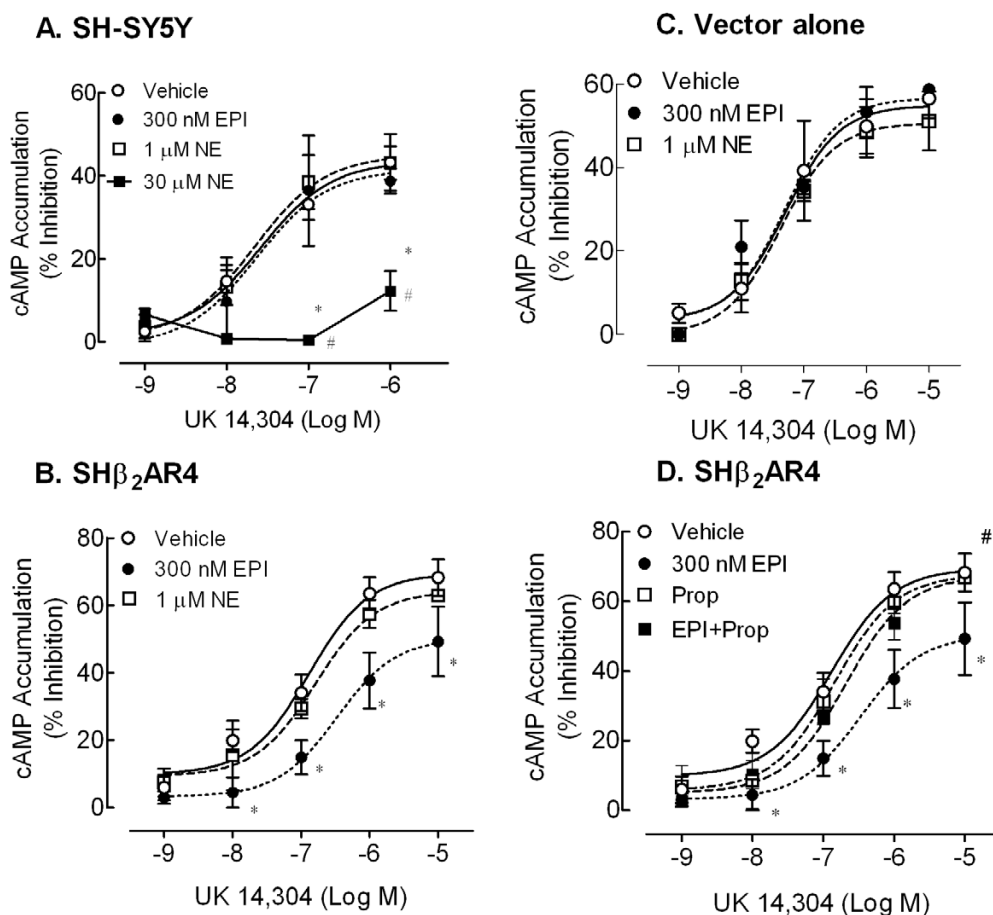 A. SH-SY5Y
Vehicle
300 nM EPI
1 μM NE
30 μM NE
cAMP Accumulation
(% Inhibition)
60
40
20
0
*
#
*
#
-9 -8 -7 -6
UK 14,304 (Log M)
C. Vector alone
Vehicle
300 nM EPI
1 μM NE
cAMP Accumulation
(% Inhibition)
60
40
20
0
-9 -8 -7 -6 -5
UK 14,304 (Log M)
B. SHβ₂AR4
Vehicle
300 nM EPI
1 μM NE
cAMP Accumulation
(% Inhibition)
80
60
40
20
0
*
*
*
*
-9 -8 -7 -6 -5
UK 14,304 (Log M)
D. SHβ₂AR4
Vehicle
300 nM EPI
Prop
EPI+Prop
cAMP Accumulation
(% Inhibition)
80
60
40
20
0
#
*
*
*
*
-9 -8 -7 -6 -5
UK 14,304 (Log M)